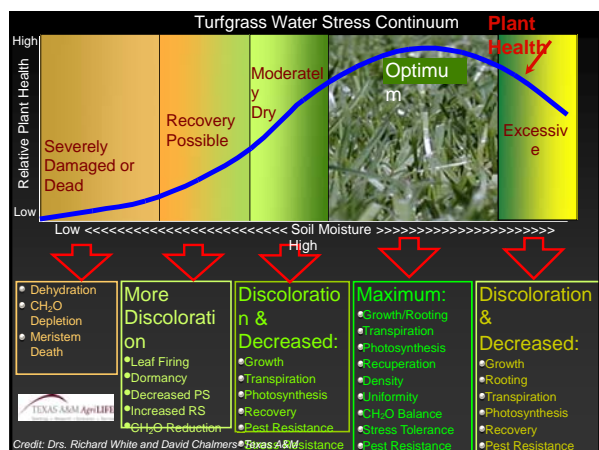 Turfgrass Water Stress Continuum
Plant
Health
High
Relative Plant Health
Low
Severely
Damaged or
Dead
Recovery
Possible
Moderatel
y
Dry
Optimu
m
Excessiv
e
Low <<<<<<<<<<<<<<<<<<<<<<<<<< Soil Moisture >>>>>>>>>>>>>>>>>>>>>>>
High
Dehydration
CH₂O
Depletion
Meristem
Death
More
Discolorati
on
Leaf Firing
Dormancy
Decreased PS
Increased RS
CH₂O Reduction
Discoloratio
n &
Decreased:
Growth
Transpiration
Photosynthesis
Recovery
Pest Resistance
Stress Resistance
Maximum:
Growth/Rooting
Transpiration
Photosynthesis
Recuperation
Density
Uniformity
CH₂O Balance
Stress Tolerance
Pest Resistance
Discoloration
&
Decreased:
Growth
Rooting
Transpiration
Photosynthesis
Recovery
Pest Resistance
TEXAS A&M AgriLIFE
Credit: Drs. Richard White and David Chalmers Texas A&M